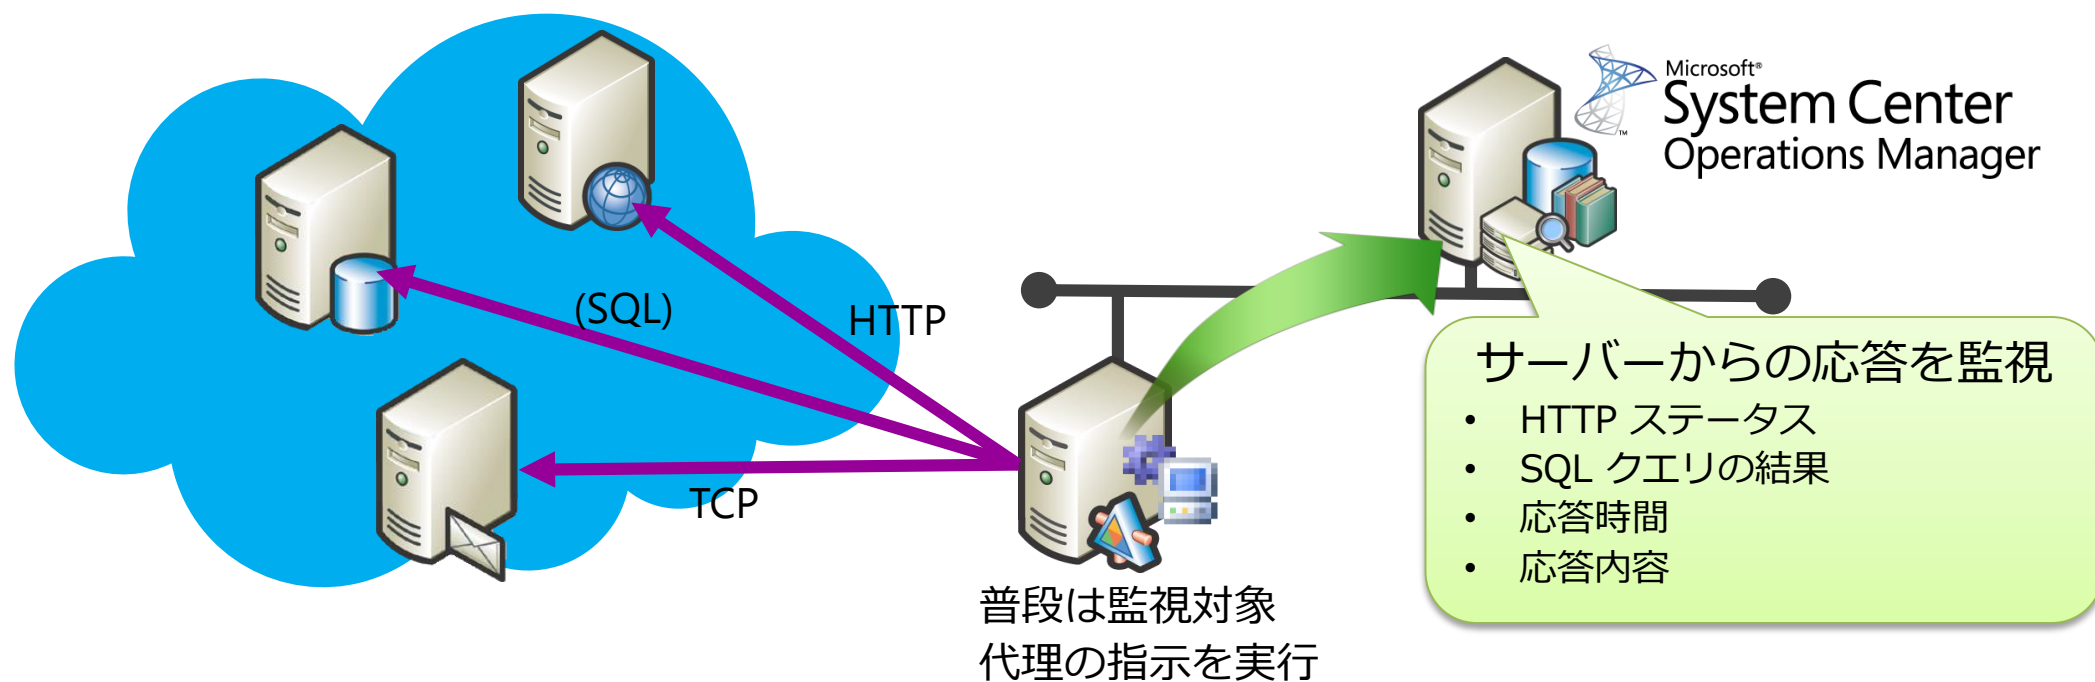 Microsoft®
System Center
Operations Manager
™
(SQL)
HTTP
TCP
サーバーからの応答を監視
• HTTP ステータス
• SQL クエリの結果
• 応答時間
• 応答内容
普段は監視対象
代理の指示を実行